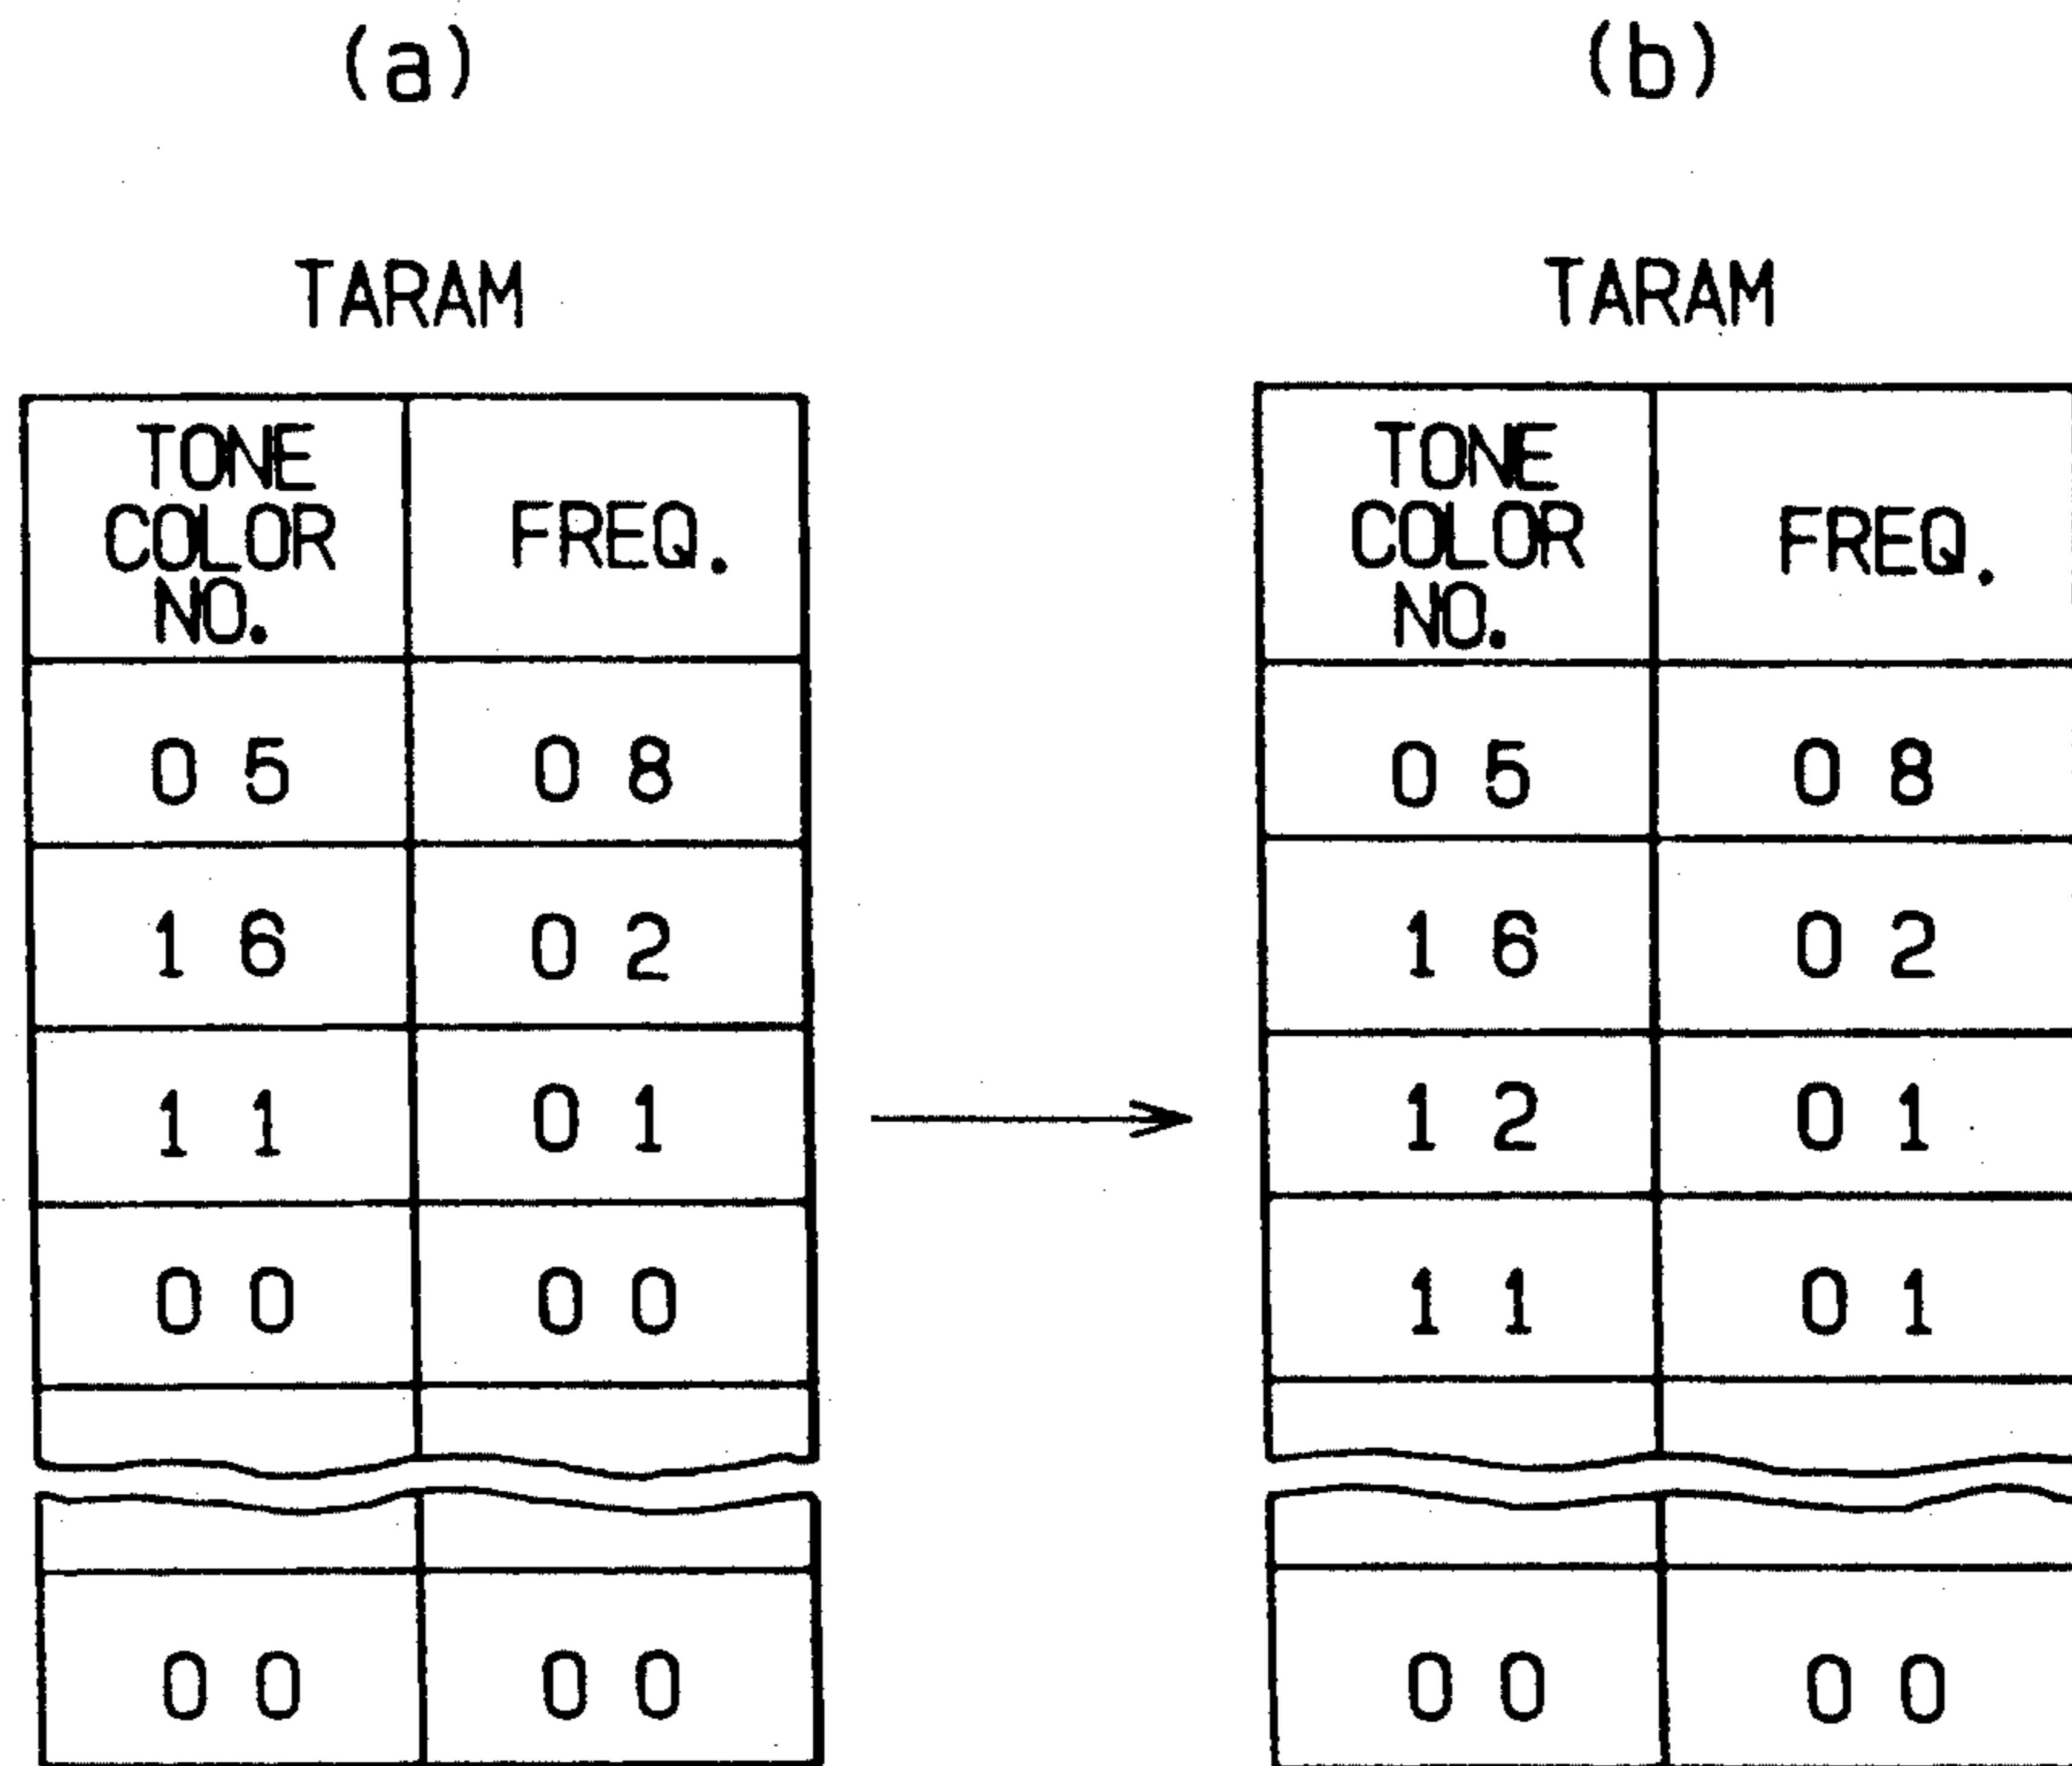 (a)
TARAM
TONE
COLOR
NO.
FREQ.
05 08
16 02
11 01
00 00
00 00
(b)
TARAM
TONE
COLOR
NO.
FREQ.
05 08
16 02
12 01
11 01
00 00